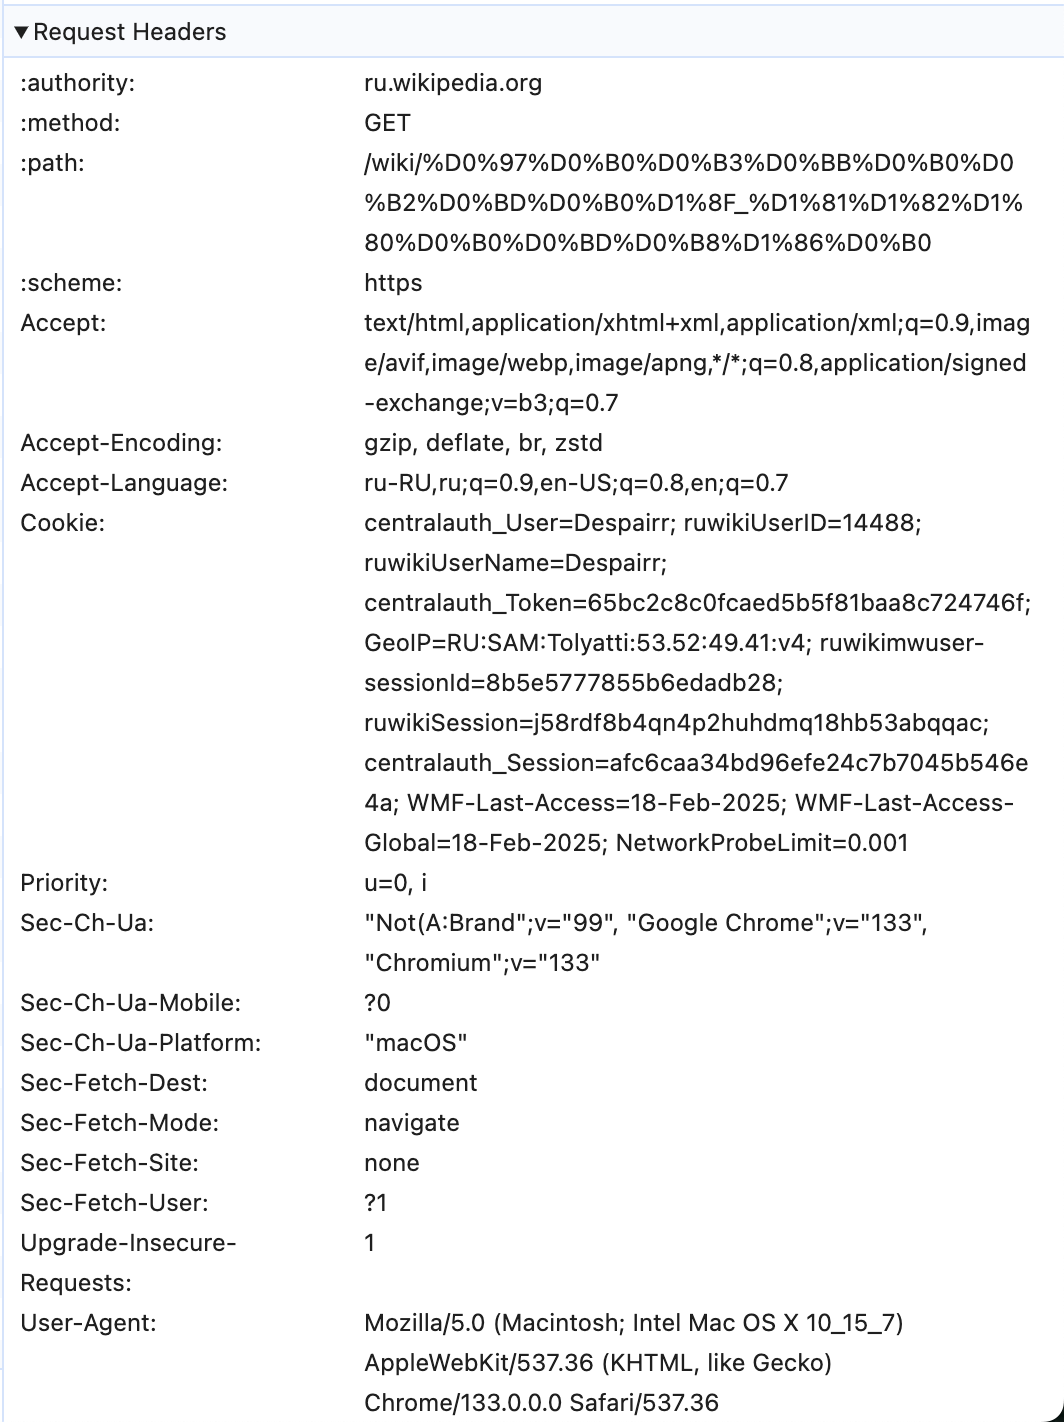 Request Headers
:authority: ru.wikipedia.org
:method: GET
:path: /wiki/%D0%97%D0%B0%D0%B3%D0%BB%D0%B0%D0
%B2%D0%BD%D0%B0%D1%8F_%D1%81%D1%82%D1%
80%D0%B0%D0%BD%D0%B8%D1%86%D0%B0
:scheme: https
Accept: text/html,application/xhtml+xml,application/xml;q=0.9,imag
e/avif,image/webp,image/apng,*/*;q=0.8,application/signed
-exchange;v=b3;q=0.7
Accept-Encoding: gzip, deflate, br, zstd
Accept-Language: ru-RU,ru;q=0.9,en-US;q=0.8,en;q=0.7
Cookie: centralauth_User=Despairr; ruwikiUserID=14488;
ruwikiUserName=Despairr;
centralauth_Token=65bc2c8c0fcaed5b5f81baa8c724746f;
GeoIP=RU:SAM:Tolyatti:53.52:49.41:v4; ruwikimwuser-
sessionId=8b5e5777855b6edadb28;
ruwikiSession=j58rdf8b4qn4p2huhdmq18hb53abqqac;
centralauth_Session=afc6caa34bd96efe24c7b7045b546e
4a; WMF-Last-Access=18-Feb-2025; WMF-Last-Access-
Global=18-Feb-2025; NetworkProbeLimit=0.001
Priority: u=0, i
Sec-Ch-Ua: "Not(A:Brand";v="99", "Google Chrome";v="133",
"Chromium";v="133"
Sec-Ch-Ua-Mobile: ?0
Sec-Ch-Ua-Platform: "macOS"
Sec-Fetch-Dest: document
Sec-Fetch-Mode: navigate
Sec-Fetch-Site: none
Sec-Fetch-User: ?1
Upgrade-Insecure- 1
Requests:
User-Agent: Mozilla/5.0 (Macintosh; Intel Mac OS X 10_15_7)
AppleWebKit/537.36 (KHTML, like Gecko)
Chrome/133.0.0.0 Safari/537.36